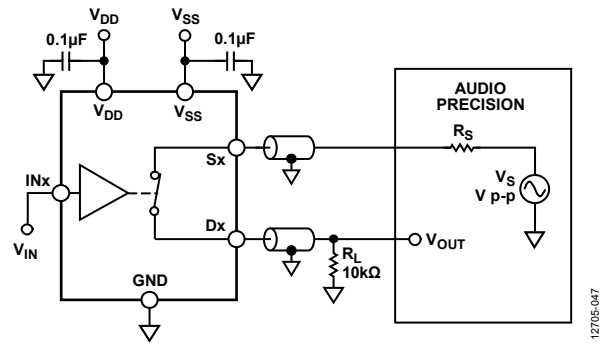 VDD
VSS
0.1µF
0.1µF
VDD
VSS
AUDIO
PRECISION
RS
Sx
VS
V p-p
INx
Dx
VOUT
VIN
RL
10kΩ
GND
12705-047